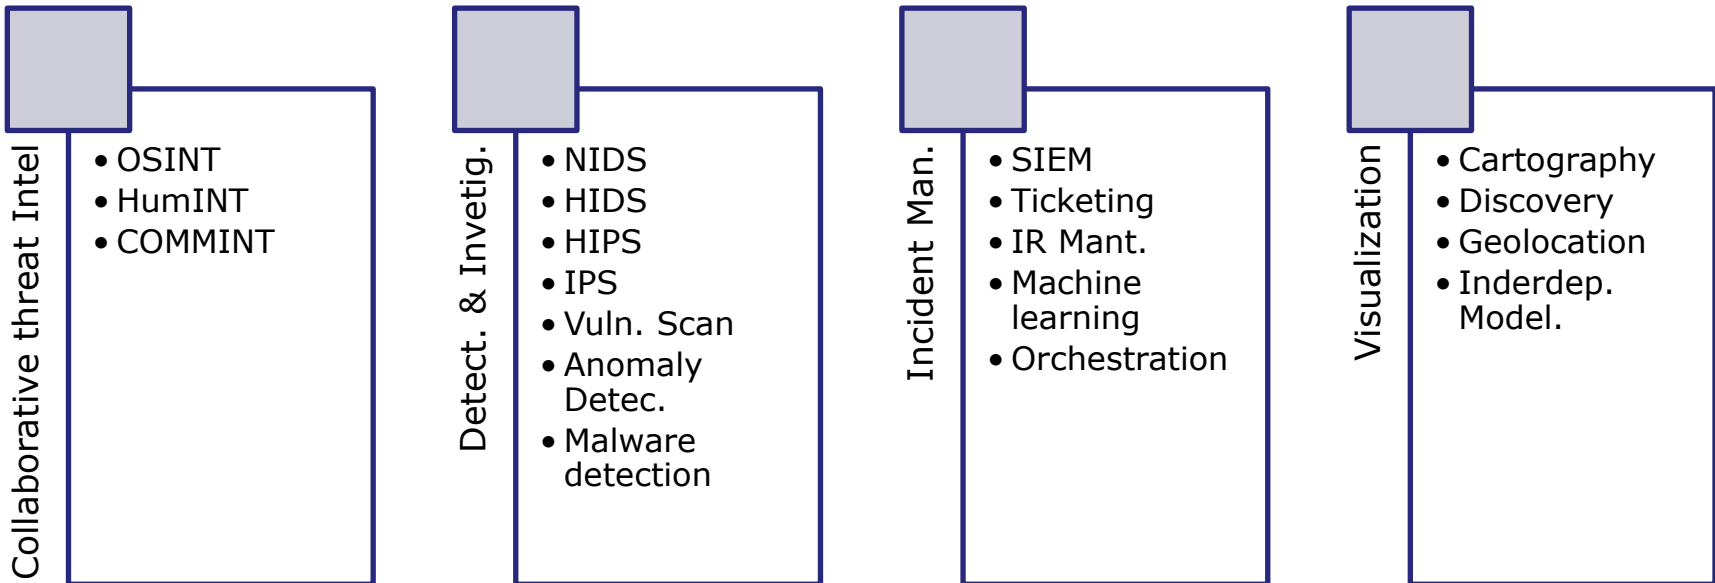 Collaborative threat Intel
• OSINT
• HumINT
• COMMINT
Detect. & Invetig.
• NIDS
• HIDS
• HIPS
• IPS
• Vuln. Scan
• Anomaly
Detec.
• Malware
detection
Incident Man.
• SIEM
• Ticketing
• IR Mant.
• Machine
learning
• Orchestration
Visualization
• Cartography
• Discovery
• Geolocation
• Inderdep.
Model.